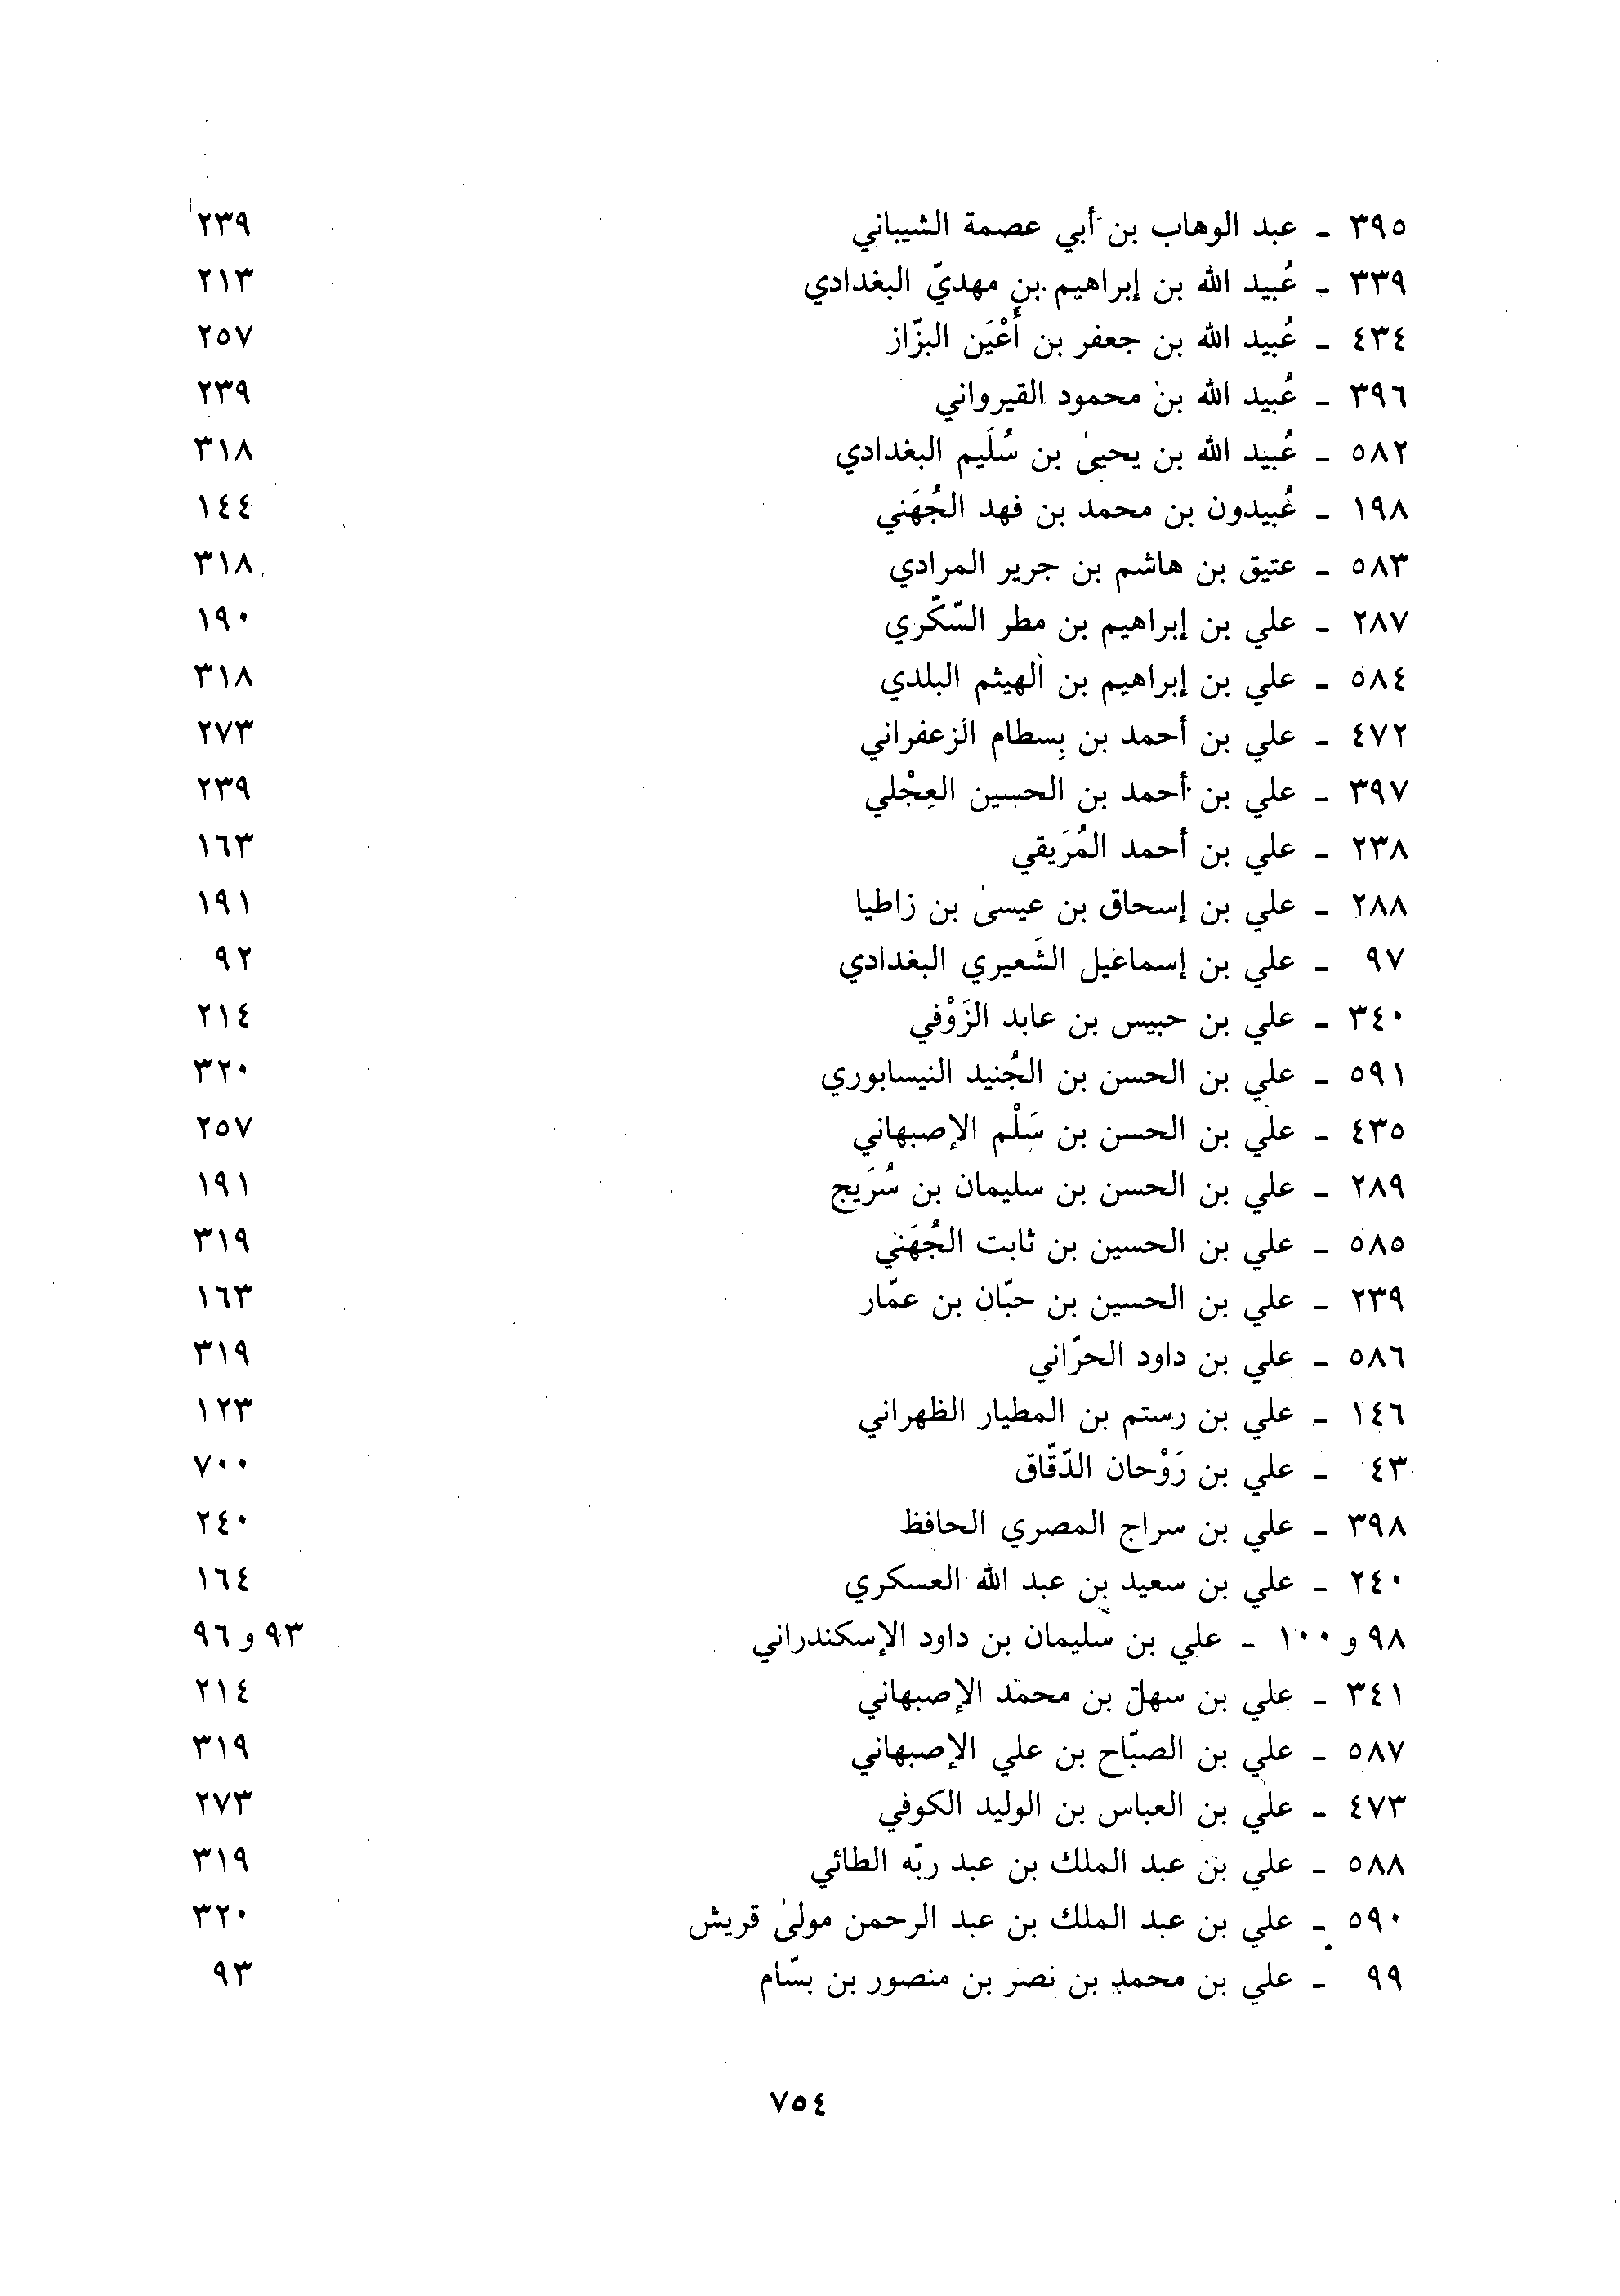 ٣٩٥ - عبد الوهاب بن أبي عصمة الشيباني ٢٣٩
٣٣٩ - عُبيد الله بن إبراهيم بن مهديّ البغدادي ٢١٣
٤٣٤ - عُبيد الله بن جعفر بن أَعْيَن البزّاز ٢٥٧
٣٩٦ - عُبيد الله بن محمود القيرواني ٢٣٩
٥٨٢ - عُبيد الله بن يحيىٰ بن سُلَيم البغدادي ٣١٨
١٩٨ - عُبيدون بن محمد بن فهد الجُهَني ١٤٤
٥٨٣ - عتيق بن هاشم بن جرير المرادي ٣١٨
٢٨٧ - علي بن إبراهيم بن مطر السّكّري ١٩٠
٥٨٤ - علي بن إبراهيم بن الهيثم البلدي ٣١٨
٤٧٢ - علي بن أحمد بن بِسطام الزعفراني ٢٧٣
٣٩٧ - علي بن أحمد بن الحسين العِجْلي ٢٣٩
٢٣٨ - علي بن أحمد المُرَيقي ١٦٣
٢٨٨ - علي بن إسحاق بن عيسىٰ بن زاطيا ١٩١
٩٧ - علي بن إسماعيل الشَعيري البغدادي ٩٢
٣٤٠ - علي بن حبيس بن عابد الزَوْفي ٢١٤
٥٩١ - علي بن الحسن بن الجُنيد النيسابوري ٣٢٠
٤٣٥ - علي بن الحسن بن سَلْم الإصبهاني ٢٥٧
٢٨٩ - علي بن الحسن بن سليمان بن سُرَيج ١٩١
٥٨٥ - علي بن الحسين بن ثابت الجُهَني ٣١٩
٢٣٩ - علي بن الحسين بن حبّان بن عمّار ١٦٣
٥٨٦ - علي بن داود الحرّاني ٣١٩
١٤٦ - علي بن رستم بن المطيار الظهراني ١٢٣
٤٣ - علي بن رَوْحان الدّقّاق ٧٠٠
٣٩٨ - علي بن سراج المصري الحافظ ٢٤٠
٢٤٠ - علي بن سعيد بن عبد الله العسكري ١٦٤
٩٨ و ١٠٠ - علي بن سليمان بن داود الإسكندراني ٩٣ و ٩٦
٣٤١ - علي بن سهل بن محمد الإصبهاني ٢١٤
٥٨٧ - علي بن الصبّاح بن علي الإصبهاني ٣١٩
٤٧٣ - علي بن العباس بن الوليد الكوفي ٢٧٣
٥٨٨ - علي بن عبد الملك بن عبد ربّه الطائي ٣١٩
٥٩٠ - علي بن عبد الملك بن عبد الرحمن مولىٰ قريش ٣٢٠
٩٩ - علي بن محمد بن نصر بن منصور بن بسّام ٩٣
٧٥٤